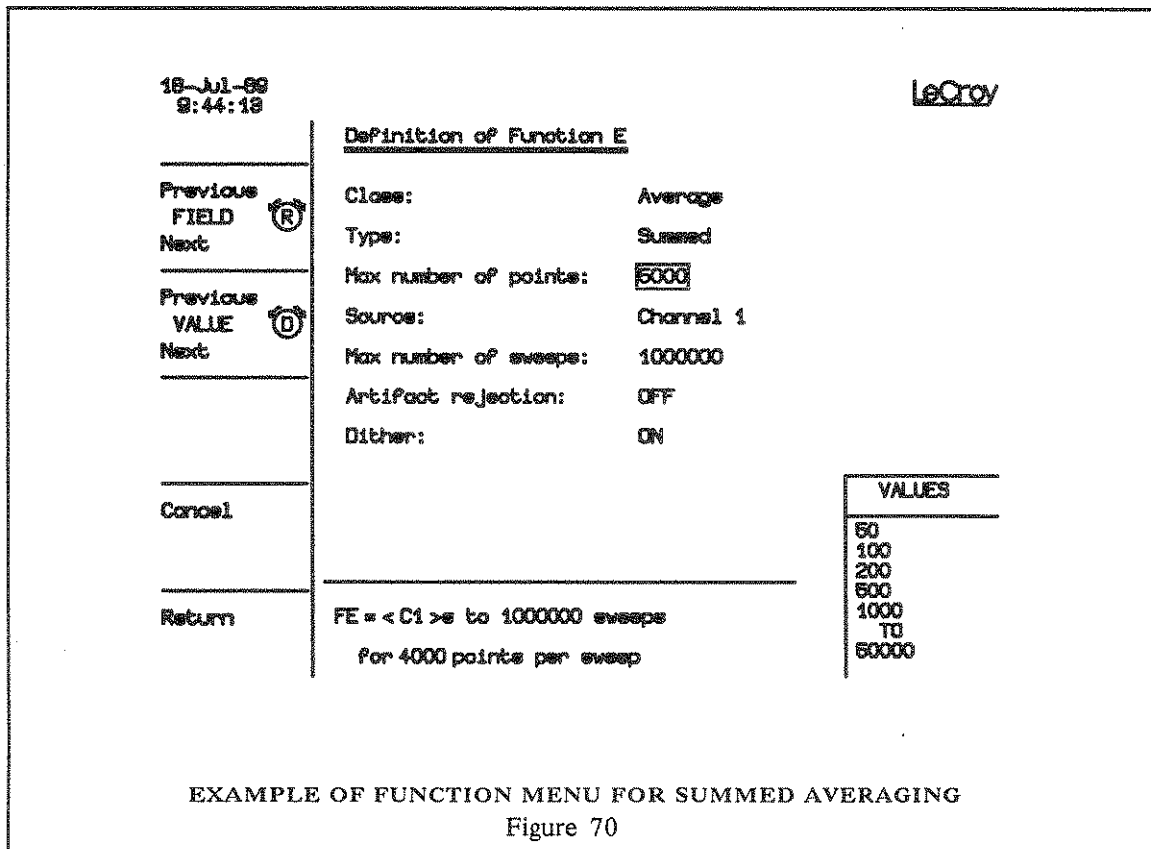 18-Jul-89
9:44:19
LeCroy
Definition of Function E
Previous
FIELD R
Next
Previous
VALUE D
Next
Cancel
Return
Class: Average
Type: Summed
Max number of points: 5000
Source: Channel 1
Max number of sweeps: 1000000
Artifact rejection: OFF
Dither: ON
VALUES
50
100
200
500
1000
TO
50000
FE = < C1 >s to 1000000 sweeps
for 4000 points per sweep
EXAMPLE OF FUNCTION MENU FOR SUMMED AVERAGING
Figure 70